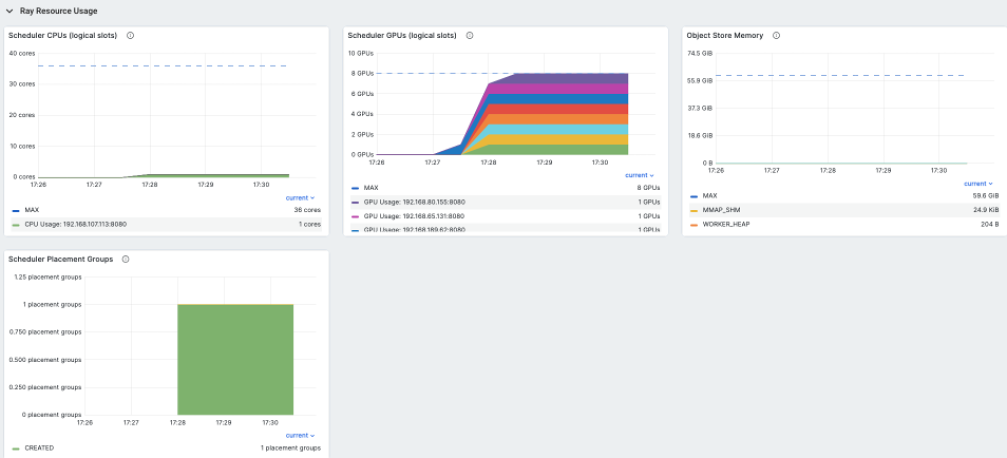 Ray Resource Usage
Scheduler CPUs (logical slots)
40 cores
30 cores
20 cores
10 cores
0 cores
17:26 17:27 17:28 17:29 17:30
current
MAX 36 cores
CPU Usage: 192.168.107.113:8080 1 cores
Scheduler GPUs (logical slots)
10 GPUs
8 GPUs
6 GPUs
4 GPUs
2 GPUs
0 GPUs
17:26 17:27 17:28 17:29 17:30
current
MAX 8 GPUs
GPU Usage: 192.168.80.155:8080 1 GPUs
GPU Usage: 192.168.65.131:8080 1 GPUs
GPU Usage: 192.168.169.62:8080 1 GPUs
Object Store Memory
74.5 GiB
55.9 GiB
37.3 GiB
18.6 GiB
0 B
17:26 17:27 17:28 17:29 17:30
current
MAX 59.6 GiB
MMAP_SHM 24.9 KiB
WORKER_HEAP 204 B
Scheduler Placement Groups
1.25 placement groups
1 placement groups
0.750 placement groups
0.500 placement groups
0.250 placement groups
0 placement groups
17:26 17:27 17:28 17:29 17:30
current
CREATED 1 placement groups